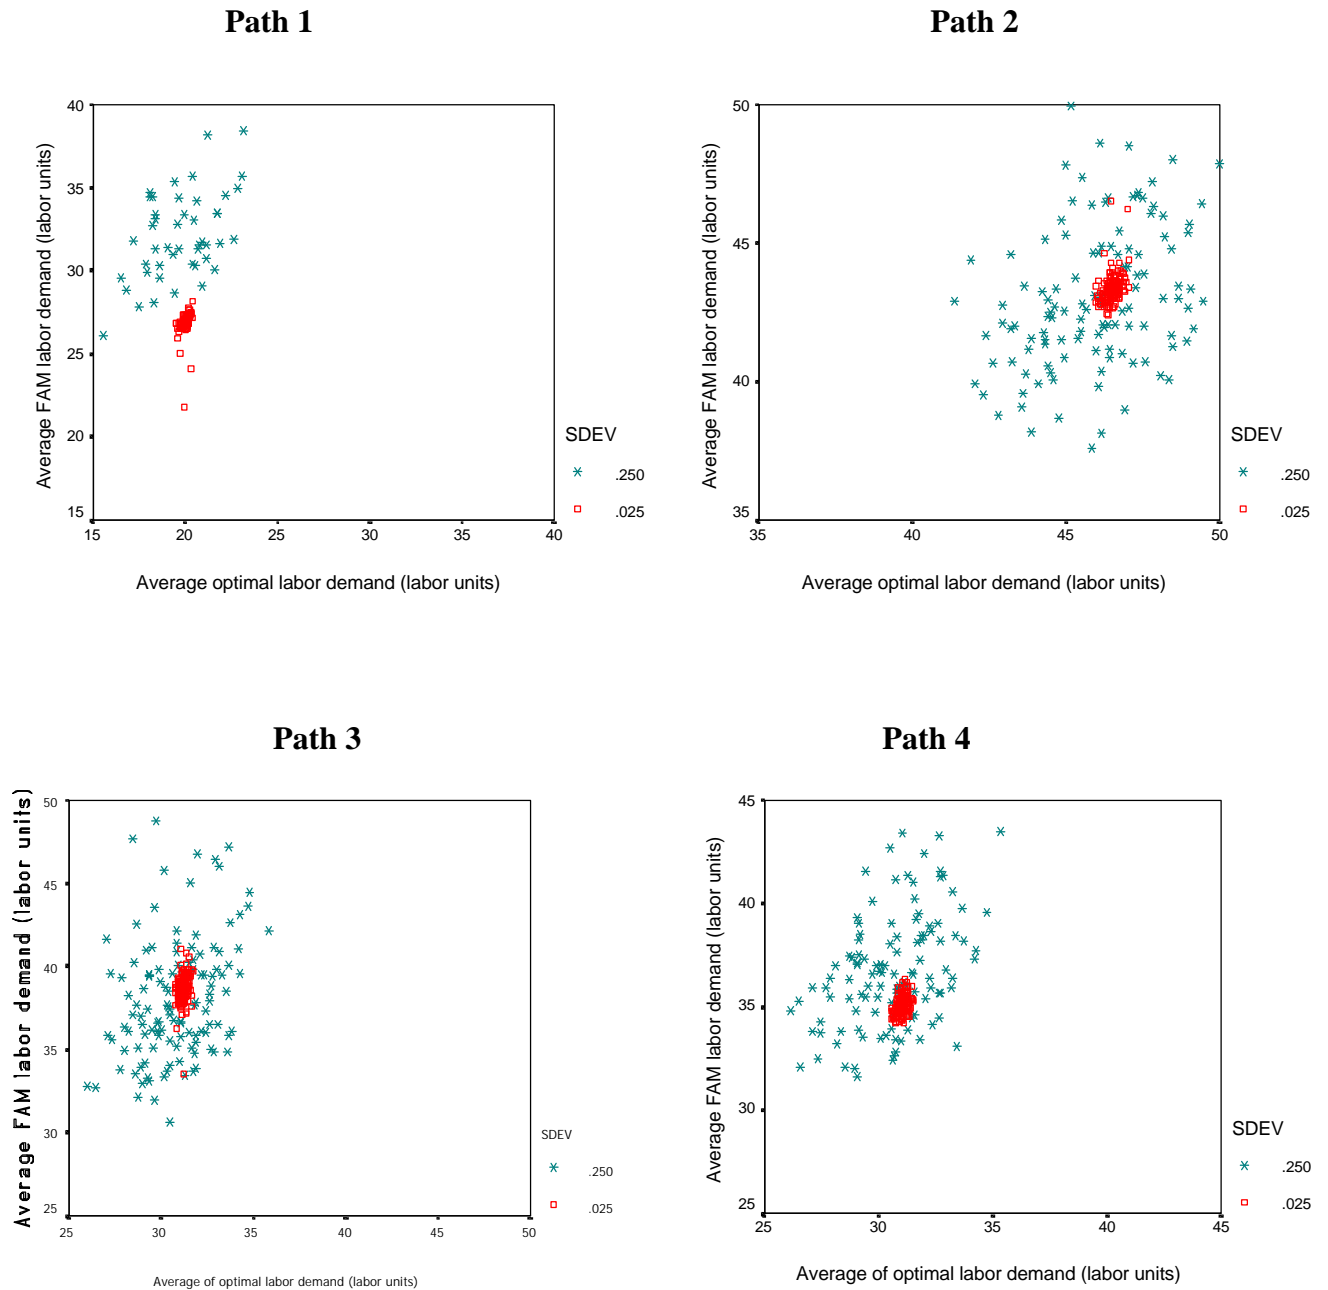 Path 1
Path 2
40
35
30
25
20
15
15 20 25 30 35 40
Average FAM labor demand (labor units)
Average optimal labor demand (labor units)
SDEV
.250
.025
50
45
40
35
35 40 45 50
Average FAM labor demand (labor units)
Average optimal labor demand (labor units)
SDEV
.250
.025
Path 3
Path 4
50
45
40
35
30
25
25 30 35 40 45 50
Average FAM labor demand (labor units)
Average of optimal labor demand (labor units)
SDEV
.250
.025
45
40
35
30
25
25 30 35 40 45
Average FAM labor demand (labor units)
Average of optimal labor demand (labor units)
SDEV
.250
.025